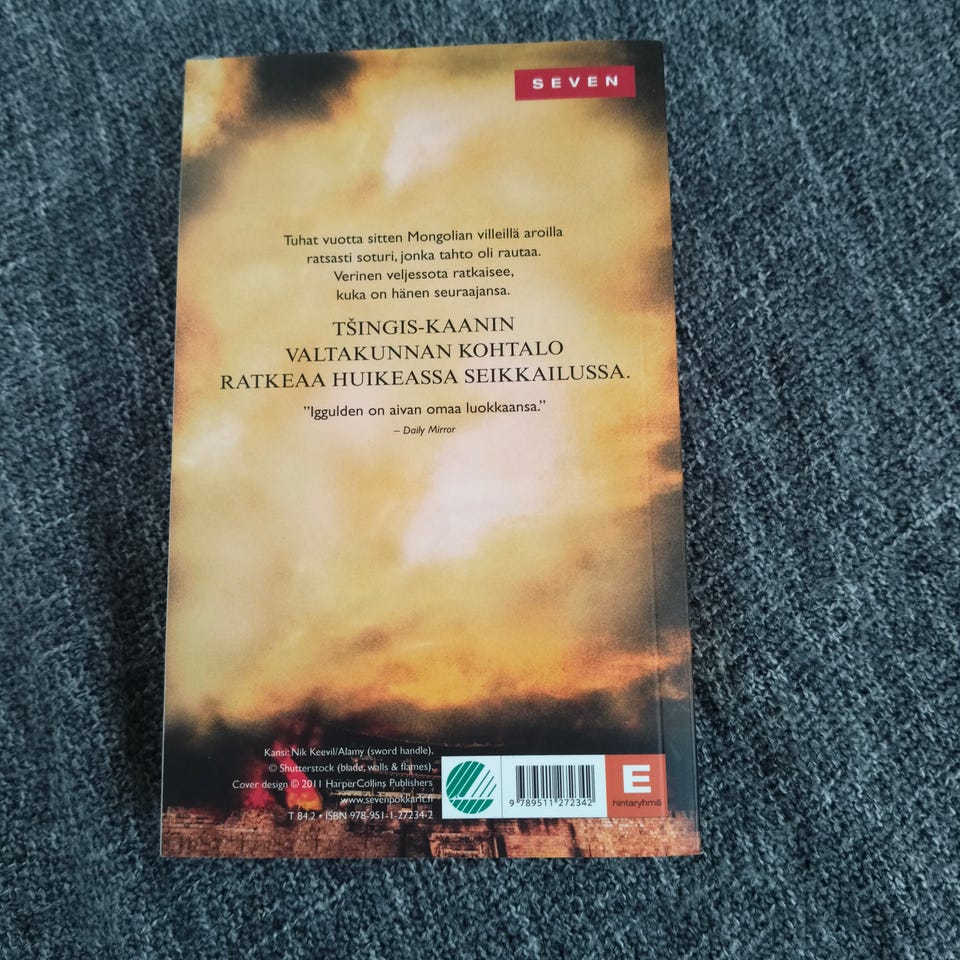 SEVEN
Tuhat vuotta sitten Mongolian villeillä aroilla
ratsasti soturi, jonka tahto oli rautaa.
Verinen veljessota ratkaisee,
kuka on hänen seuraajansa.
TŠINGIS-KAANIN
VALTAKUNNAN KOHTALO
RATKEAA HUIKEASSA SEIKKAILUSSA.
”Iggulden on aivan omaa luokkaansa.”
– Daily Mirror
Kansi: Nik Keevil/Alamy (sword handle),
© Shutterstock (blade, walls & flames),
Cover design © 2011 HarperCollins Publishers
www.sevenpokkarit.fi
T 84.2 • ISBN 978-951-1-27234-2
9 789511 272342
E
hintaryhmä